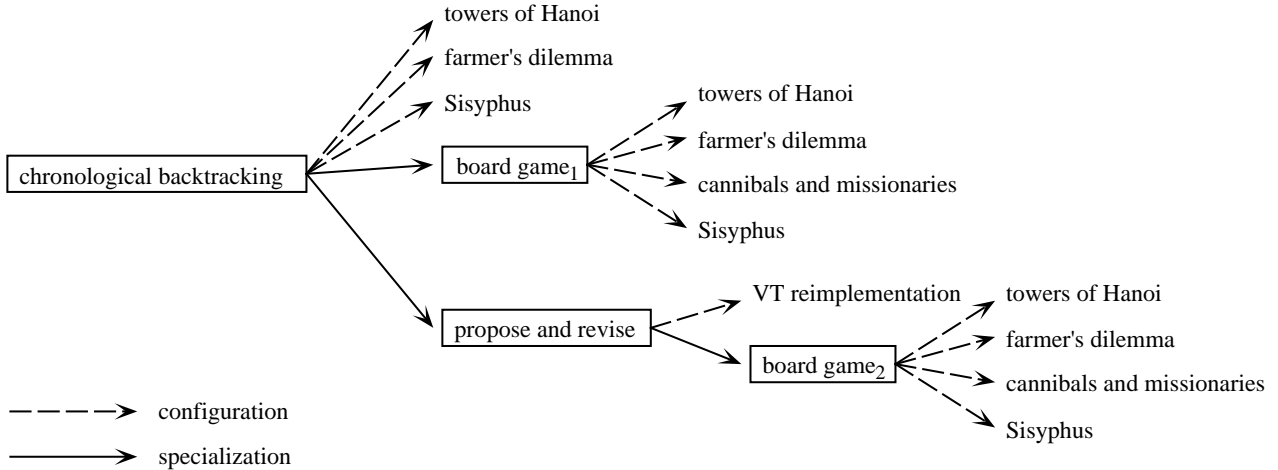 towers of Hanoi
farmer's dilemma
Sisyphus
chronological backtracking
board game1
towers of Hanoi
farmer's dilemma
cannibals and missionaries
Sisyphus
propose and revise
VT reimplementation
board game2
towers of Hanoi
farmer's dilemma
cannibals and missionaries
Sisyphus
configuration
specialization